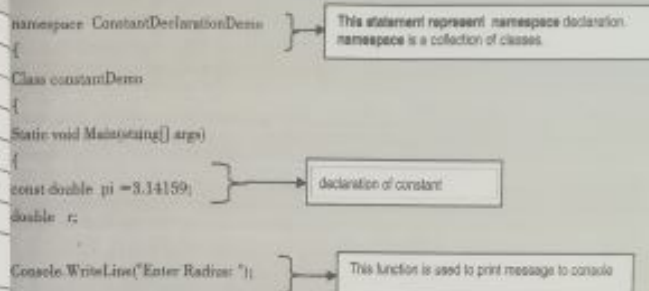 namespace ConstantDeclarationDemo
This statement represent namespace declaration.
namespace is a collection of classes.
{
Class constantDemo
{
Static void Main(string[] args)
{
const double pi =3.14159;
declaration of constant
double r;
Console.WriteLine("Enter Radius: ");
This function is used to print message to console